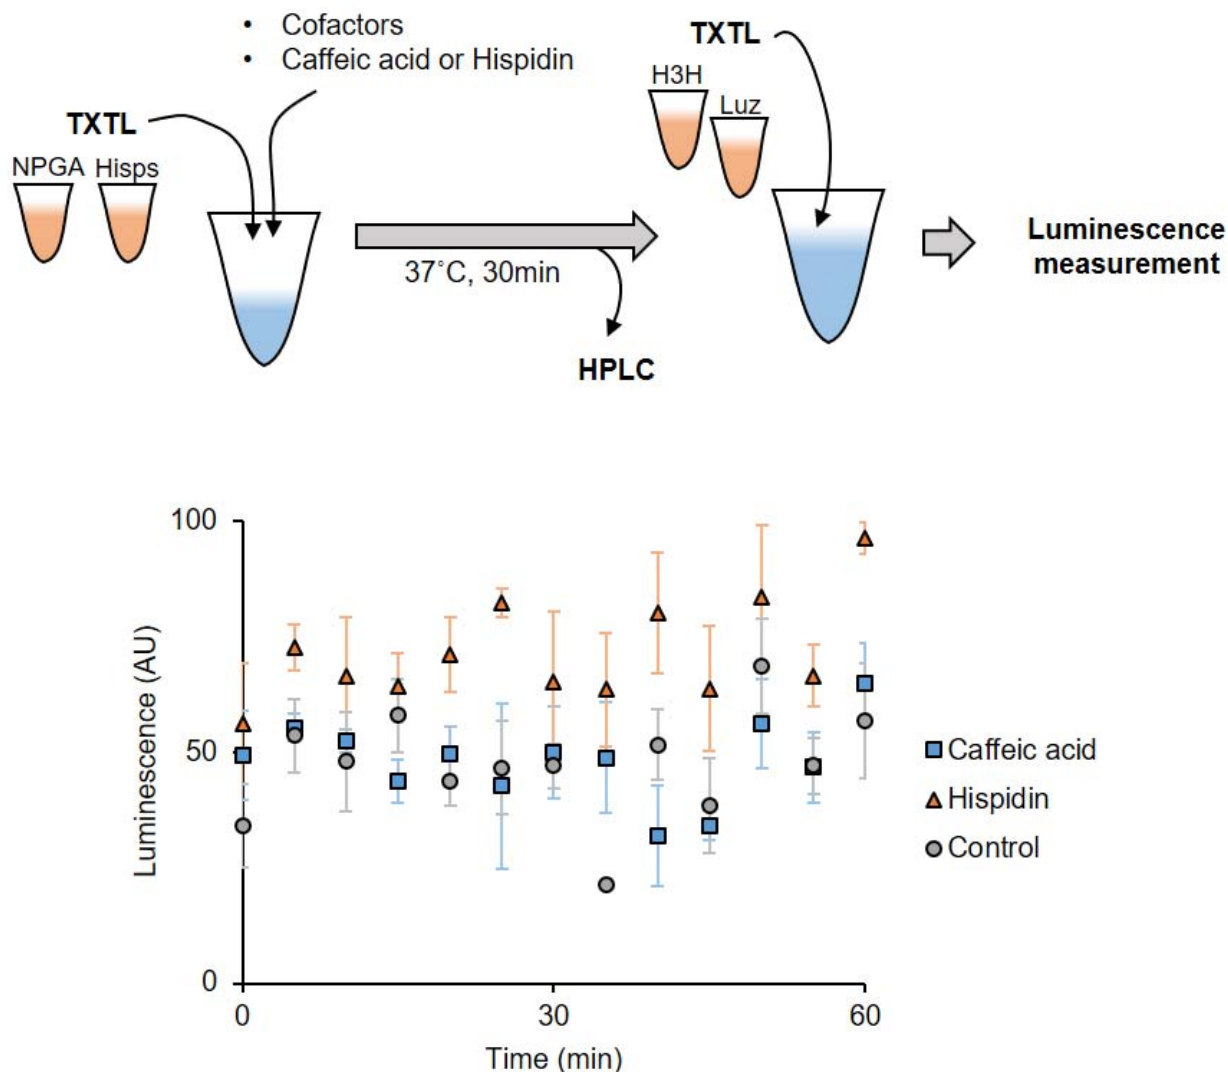 • Cofactors
• Caffeic acid or Hispidin
TXTL
NPGA Hisps
37°C, 30min
HPLC
TXTL
H3H
Luz
Luminescence
measurement
100
50
0
Luminescence (AU)
0 30 60
Time (min)
Caffeic acid
Hispidin
Control